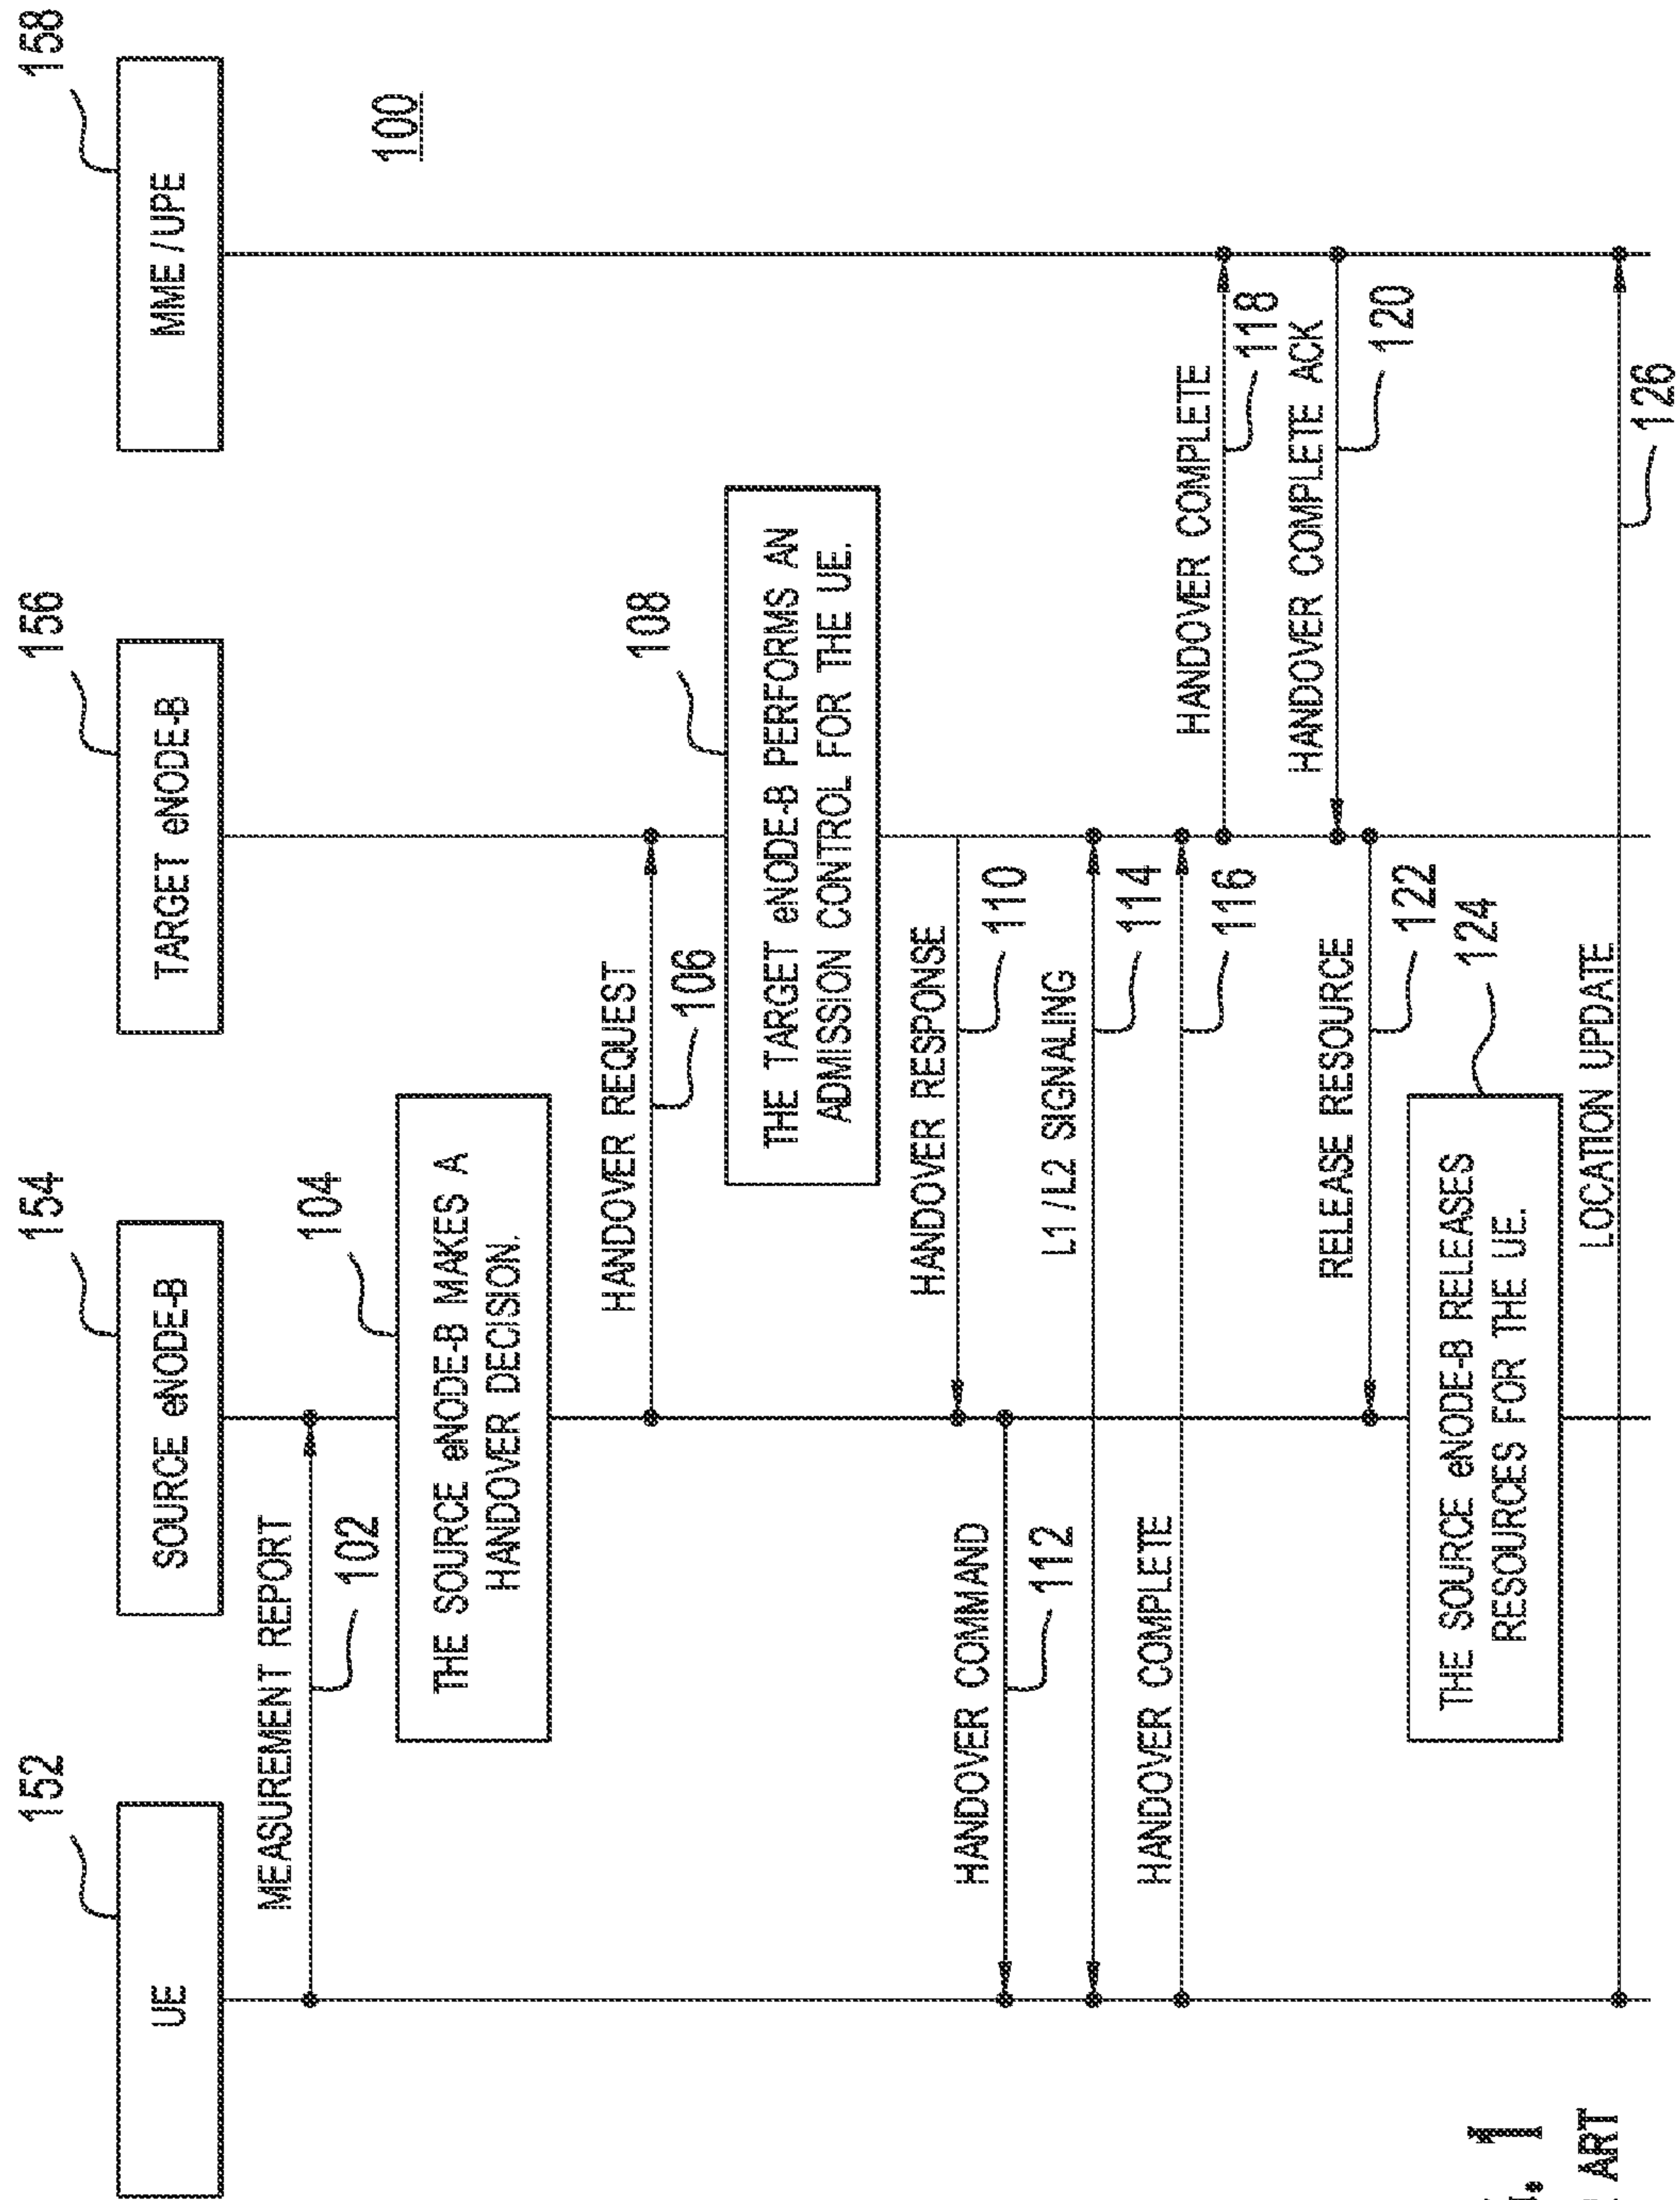 152
154
156
158
UE
SOURCE eNODE-B
TARGET eNODE-B
MME / UPE
100
MEASUREMENT REPORT
102
104
THE SOURCE eNODE-B MAKES A
HANDOVER DECISION.
HANDOVER REQUEST
106
108
THE TARGET eNODE-B PERFORMS AN
ADMISSION CONTROL FOR THE UE.
HANDOVER RESPONSE
110
HANDOVER COMMAND
112
L1 / L2 SIGNALING
114
HANDOVER COMPLETE
116
HANDOVER COMPLETE
118
HANDOVER COMPLETE ACK
120
RELEASE RESOURCE
122
124
THE SOURCE eNODE-B RELEASES
RESOURCES FOR THE UE.
LOCATION UPDATE
126
1
ART